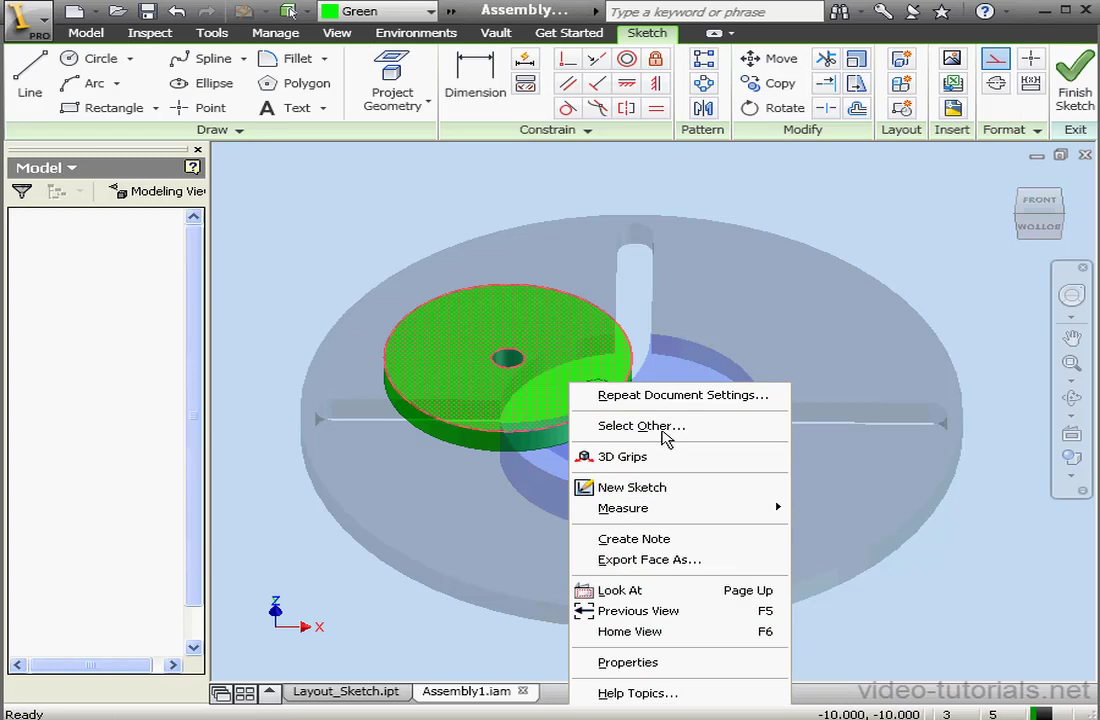 PRO
Green
Assembly...
Type a keyword or phrase
Model
Inspect
Tools
Manage
View
Environments
Vault
Get Started
Sketch
Line
Circle
Arc
Rectangle
Spline
Ellipse
Point
Fillet
Polygon
Text
Project Geometry
Dimension
Move
Copy
Rotate
Finish Sketch
Draw
Constrain
Pattern
Modify
Layout
Insert
Format
Exit
Model
Modeling Vie
FRONT
BOTTOM
Repeat Document Settings...
Select Other...
3D Grips
New Sketch
Measure
Create Note
Export Face As...
Look At Page Up
Previous View F5
Home View F6
Properties
Help Topics...
Z
X
Layout_Sketch.ipt
Assembly1.iam
video-tutorials.net
Ready
-10.000, -10.000 3 5